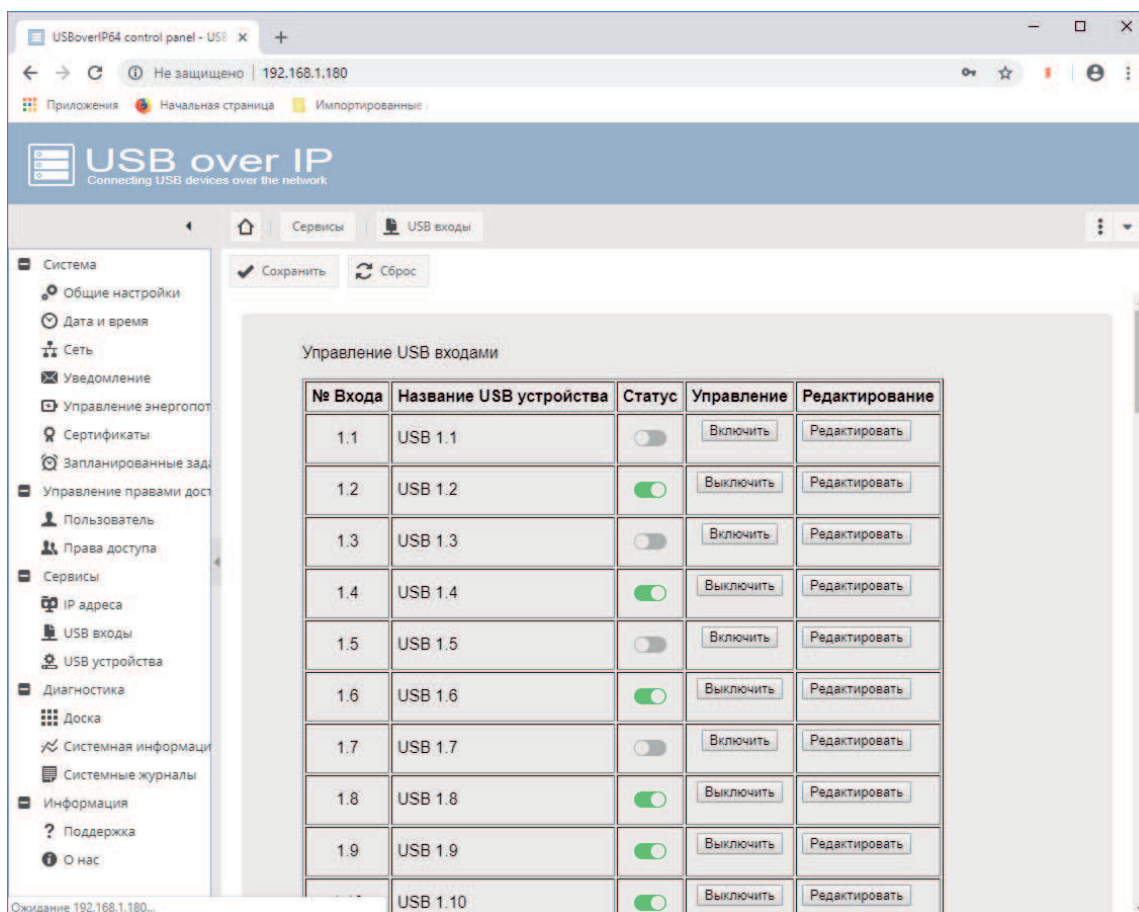 USBoverIP64 control panel - USB
Не защищено | 192.168.1.180
Приложения Начальная страница Импортированные
USB over IP
Connecting USB devices over the network
Сервисы USB входы
Сохранить Сброс
Система
Общие настройки
Дата и время
Сеть
Уведомление
Управление энергопот
Сертификаты
Запланированные зада
Управление правами дост
Пользователь
Права доступа
Сервисы
IP адреса
USB входы
USB устройства
Диагностика
Доска
Системная информаци
Системные журналы
Информация
Поддержка
О нас
Ожидание 192.168.1.180...
Управление USB входами
№ Входа Название USB устройства Статус Управление Редактирование
1.1 USB 1.1 Включить Редактировать
1.2 USB 1.2 Выключить Редактировать
1.3 USB 1.3 Включить Редактировать
1.4 USB 1.4 Выключить Редактировать
1.5 USB 1.5 Включить Редактировать
1.6 USB 1.6 Выключить Редактировать
1.7 USB 1.7 Включить Редактировать
1.8 USB 1.8 Выключить Редактировать
1.9 USB 1.9 Выключить Редактировать
USB 1.10 Выключить Редактировать